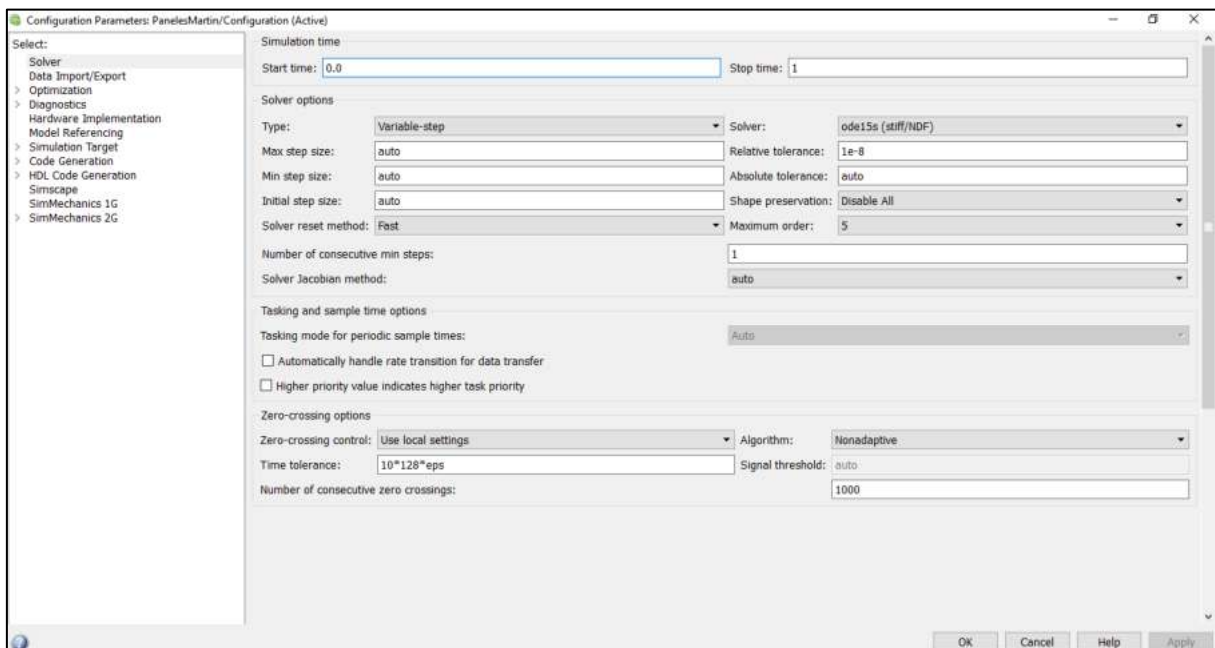 Configuration Parameters: PanelesMartin/Configuration (Active)
Select:
Solver
Data Import/Export
Optimization
Diagnostics
Hardware Implementation
Model Referencing
Simulation Target
Code Generation
HDL Code Generation
Simscape
SimMechanics 1G
SimMechanics 2G
Simulation time
Start time: 0.0 Stop time: 1
Solver options
Type: Variable-step Solver: ode15s (stiff/NDF)
Max step size: auto Relative tolerance: 1e-8
Min step size: auto Absolute tolerance: auto
Initial step size: auto Shape preservation: Disable All
Solver reset method: Fast Maximum order: 5
Number of consecutive min steps: 1
Solver Jacobian method: auto
Tasking and sample time options
Tasking mode for periodic sample times: Auto
Automatically handle rate transition for data transfer
Higher priority value indicates higher task priority
Zero-crossing options
Zero-crossing control: Use local settings Algorithm: Nonadaptive
Time tolerance: 10*128*eps Signal threshold: auto
Number of consecutive zero crossings: 1000
OK Cancel Help Apply